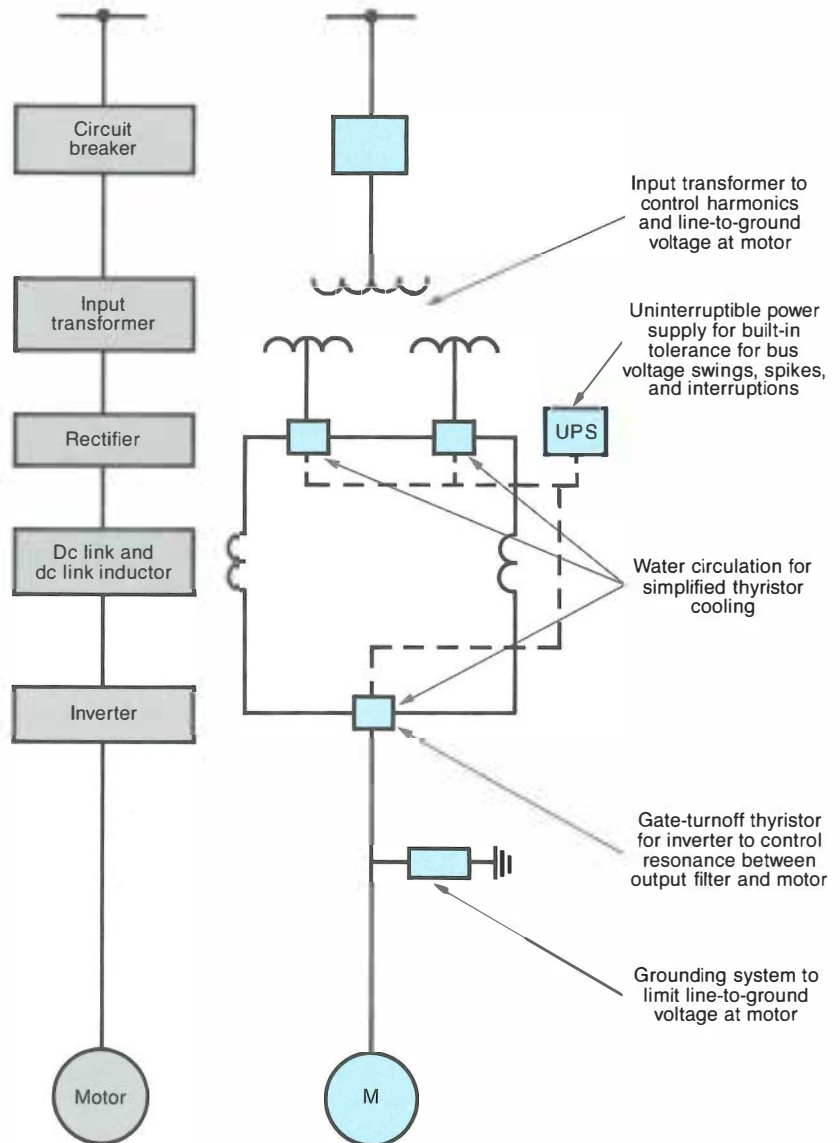 Circuit
breaker
Input
transformer
Rectifier
Dc link and
dc link inductor
Inverter
Motor
Input transformer to
control harmonics
and line-to-ground
voltage at motor
Uninterruptible power
supply for built-in
tolerance for bus
voltage swings, spikes,
and interruptions
UPS
Water circulation for
simplified thyristor
cooling
Gate-turnoff thyristor
for inverter to control
resonance between
output filter and motor
Grounding system to
limit line-to-ground
voltage at motor
M